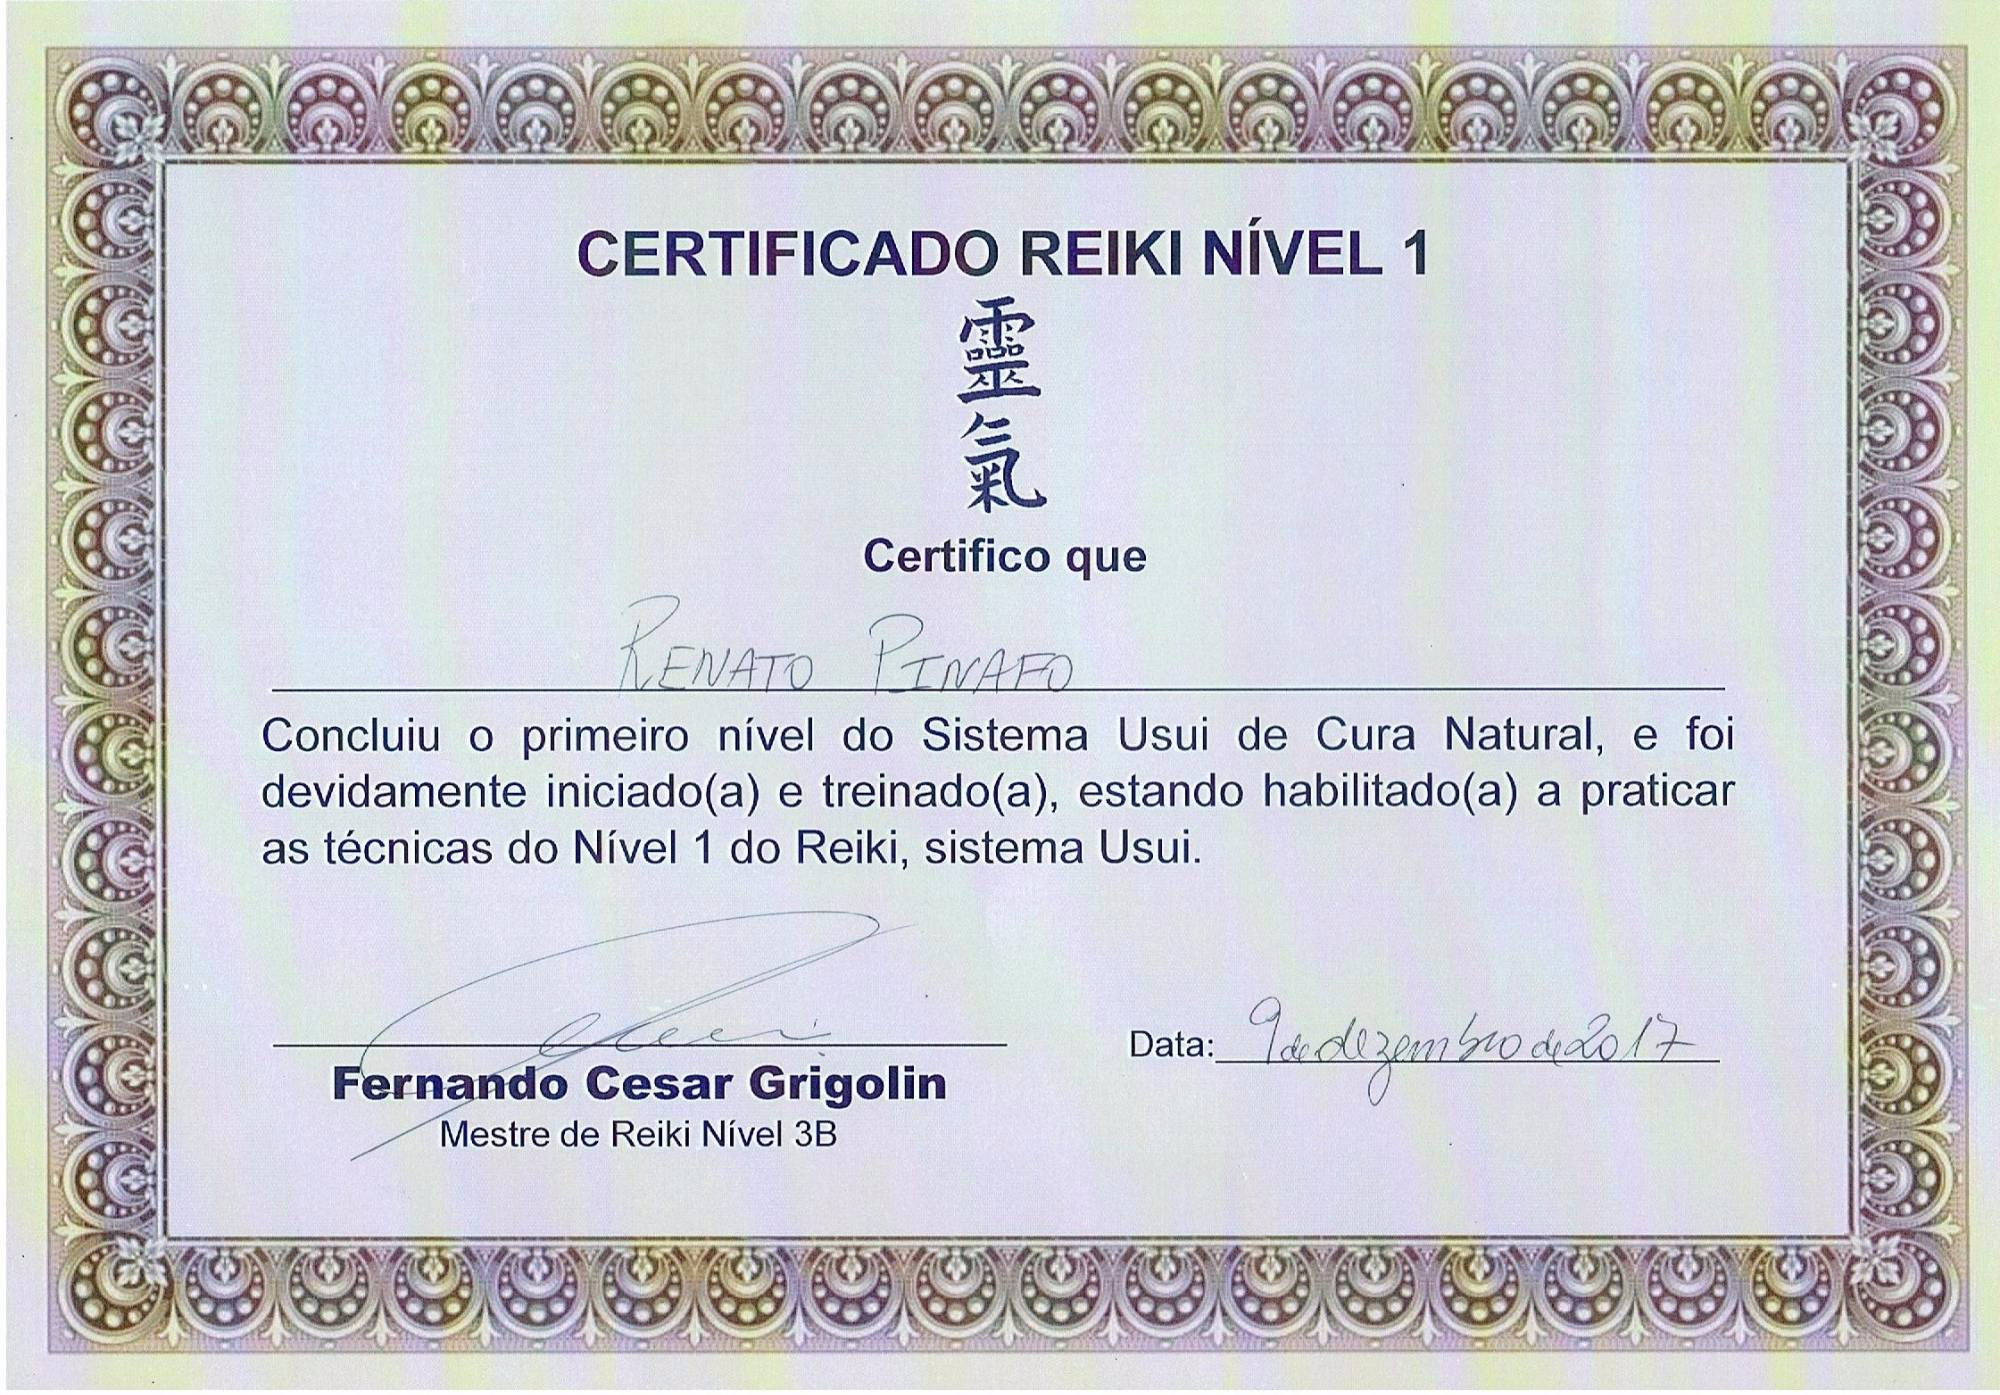 CERTIFICADO REIKI NÍVEL 1
靈
氣
Certifico que
RENATO PINAFO
Concluiu o primeiro nível do Sistema Usui de Cura Natural, e foi
devidamente iniciado(a) e treinado(a), estando habilitado(a) a praticar
as técnicas do Nível 1 do Reiki, sistema Usui.
Fernando Cesar Grigolin
Mestre de Reiki Nível 3B
Data: 9 de dezembro de 2017